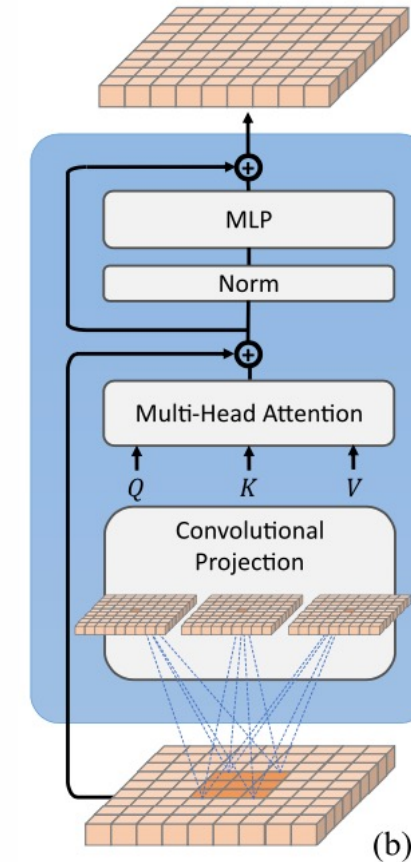 MLP
Norm
Multi-Head Attention
Q K V
Convolutional
Projection
(b)